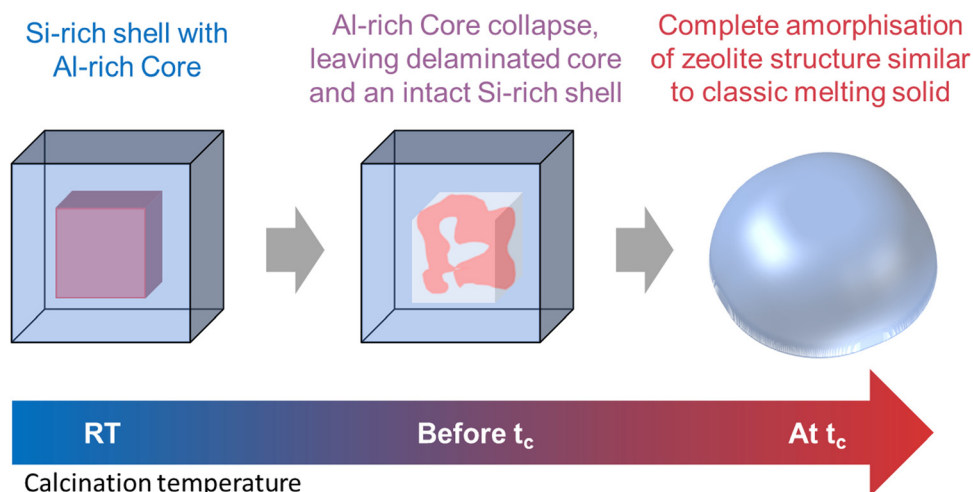 Si-rich shell with
Al-rich Core
Al-rich Core collapse,
leaving delaminated core
and an intact Si-rich shell
Complete amorphisation
of zeolite structure similar
to classic melting solid
RT
Before tc
At tc
Calcination temperature